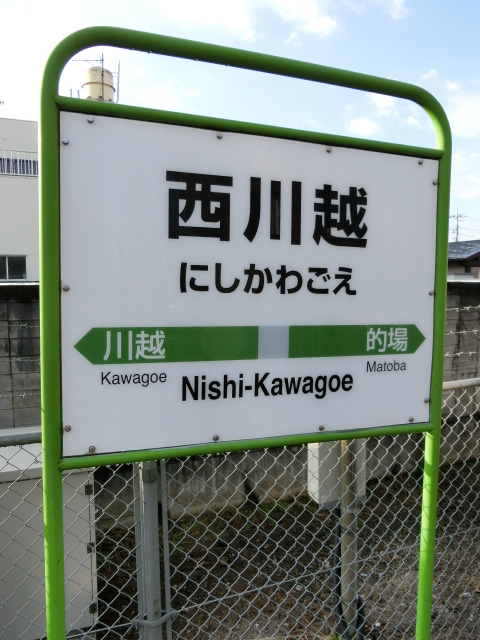 西川越
にしかわごえ
川越 的場
Kawagoe Matoba
Nishi-Kawagoe